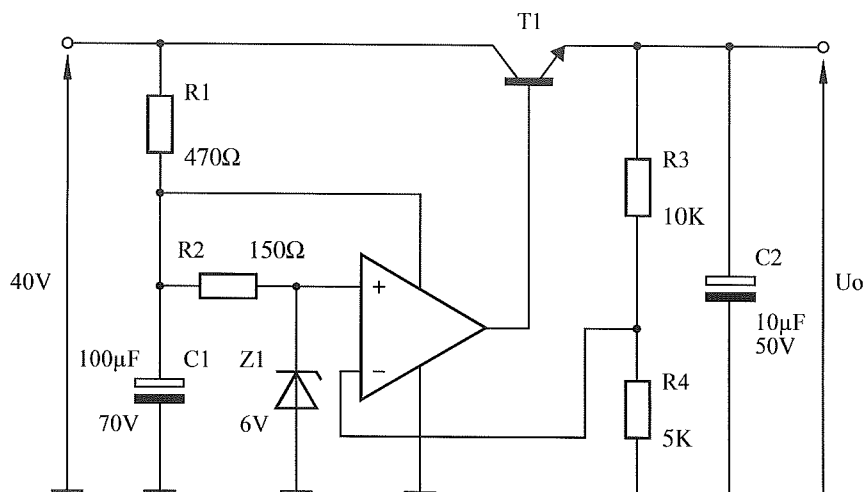 T1
R1
470Ω
R2
150Ω
R3
10K
40V
+
C2
Uo
10µF
50V
100µF
C1
Z1
−
R4
70V
6V
5K